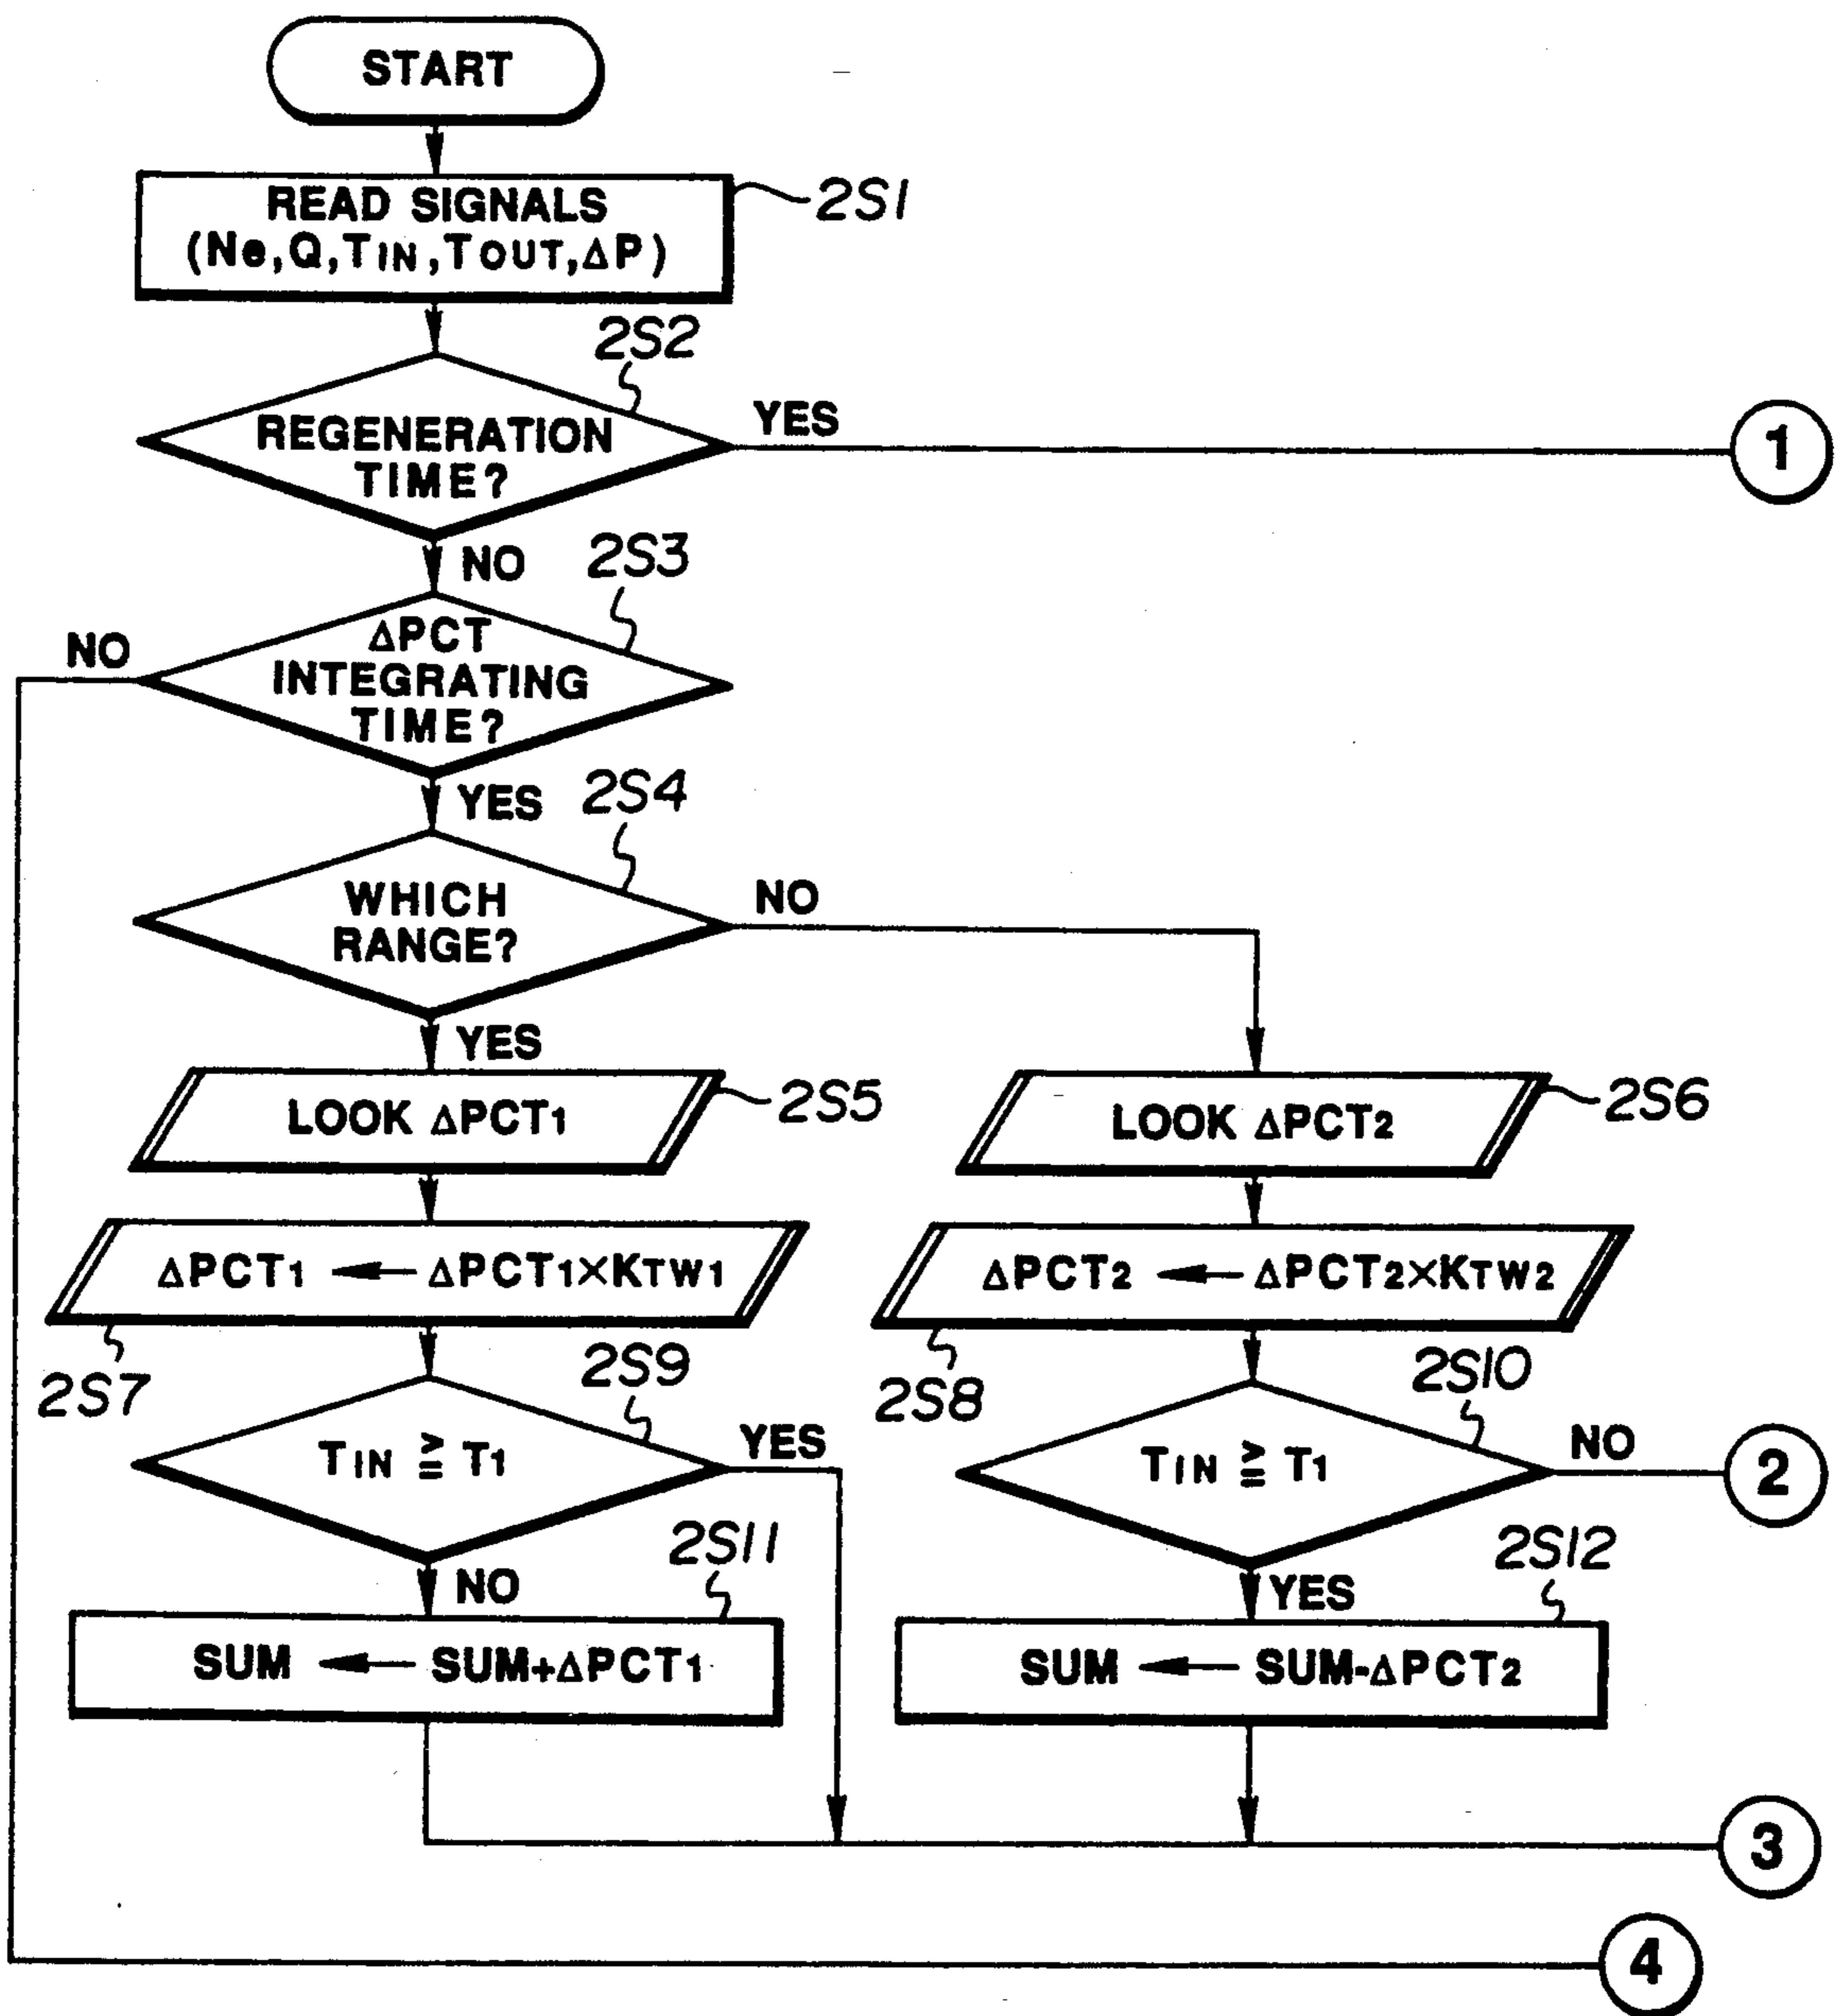 START
READ SIGNALS
(Ne,Q,TIN,TOUT,ΔP)
2S1
2S2
REGENERATION
TIME?
YES
1
NO
2S3
ΔPCT
INTEGRATING
TIME?
NO
YES
2S4
WHICH
RANGE?
NO
YES
LOOK ΔPCT1
2S5
LOOK ΔPCT2
2S6
ΔPCT1 ← ΔPCT1×KTW1
ΔPCT2 ← ΔPCT2×KTW2
2S7
2S9
2S8
2S10
TIN ≧ T1
YES
TIN ≧ T1
NO
2
NO
2S11
YES
2S12
SUM ← SUM+ΔPCT1
SUM ← SUM-ΔPCT2
3
4